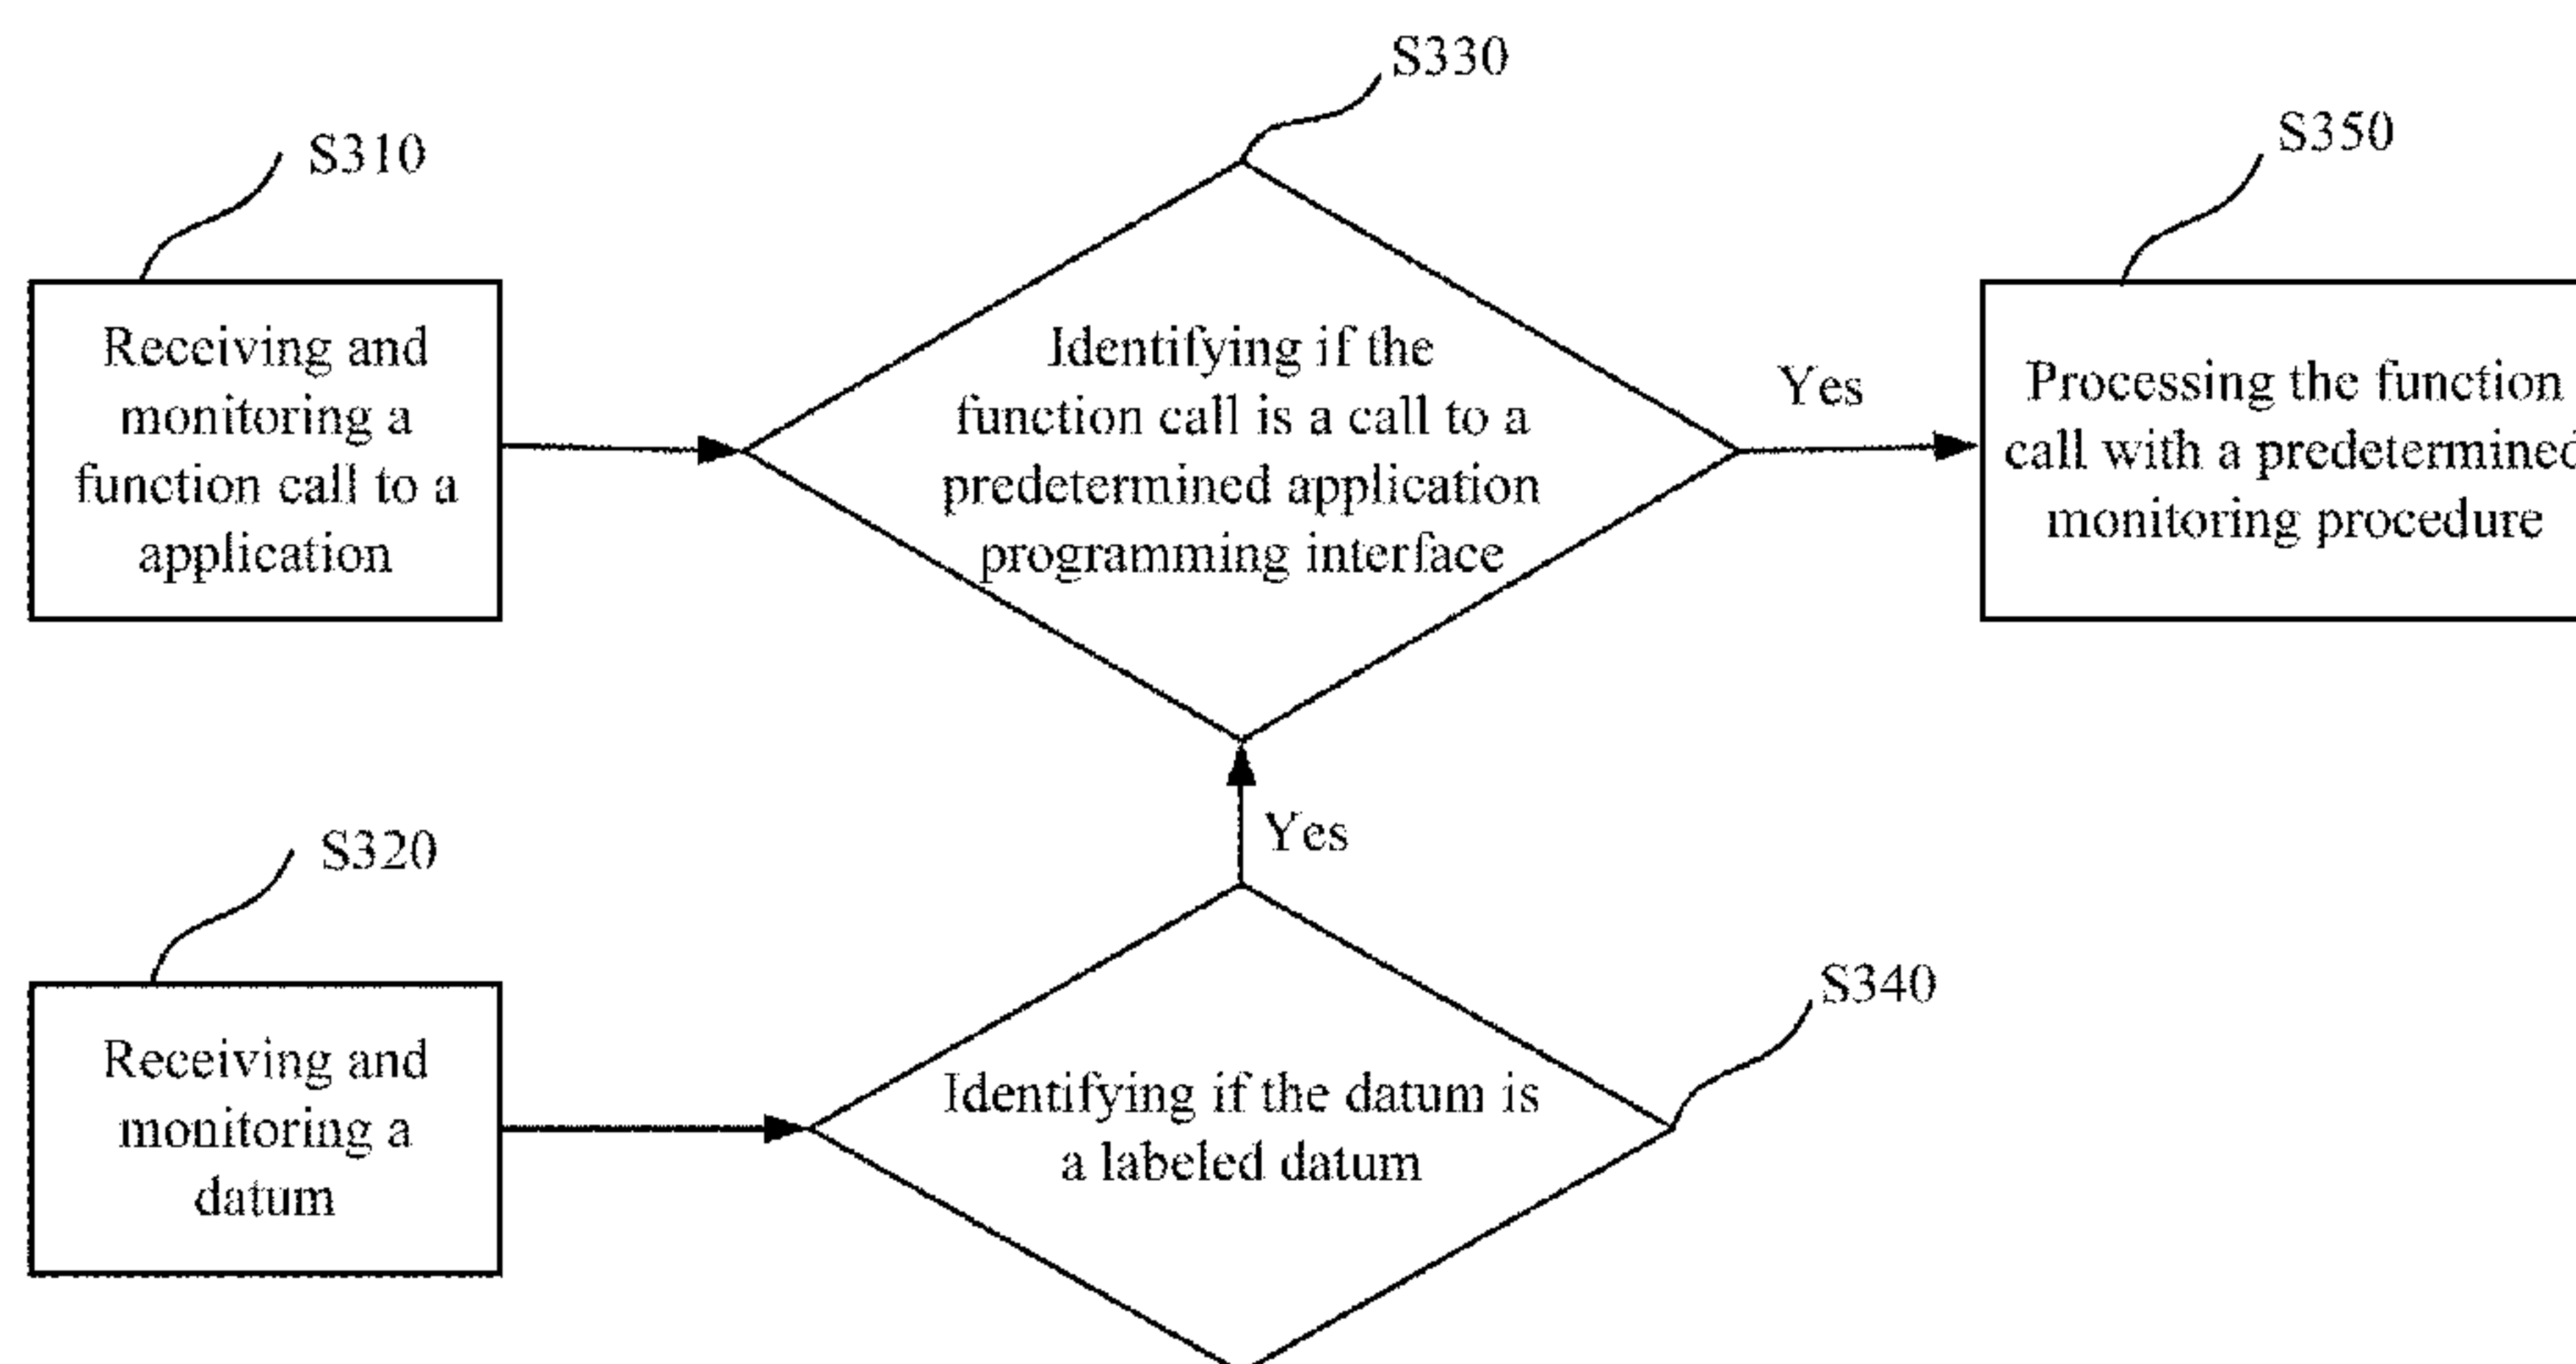 S330
S310
S350
Receiving and
monitoring a
function call to a
application
Identifying if the
function call is a call to a
predetermined application
programming interface
Yes
Processing the function
call with a predetermined
monitoring procedure
Yes
S320
S340
Receiving and
monitoring a
datum
Identifying if the datum is
a labeled datum